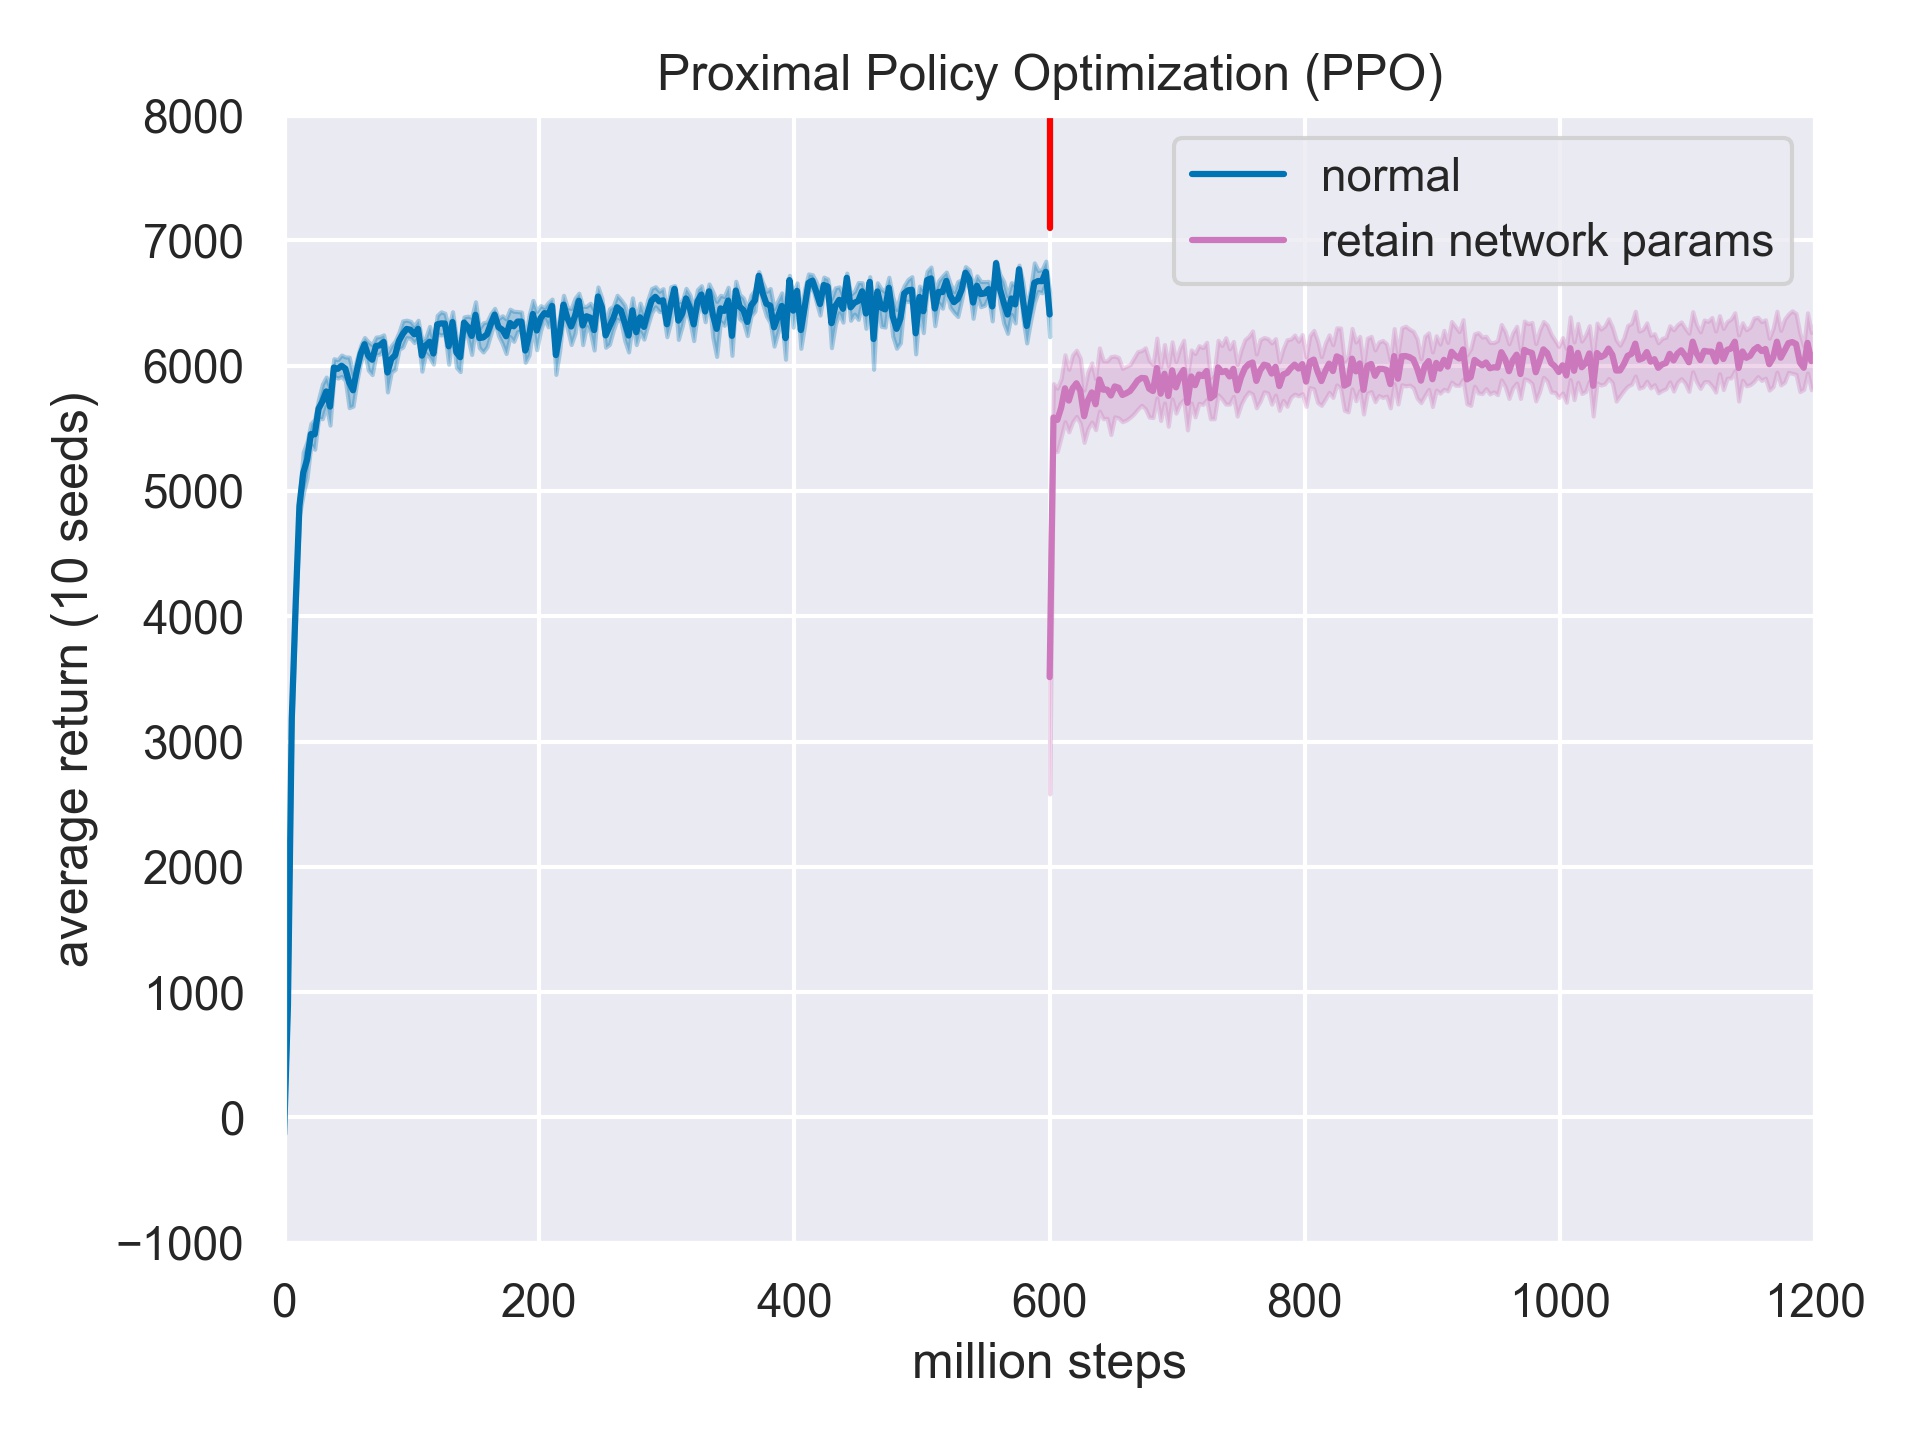 Proximal Policy Optimization (PPO)
normal
retain network params
8000
7000
6000
5000
4000
3000
2000
1000
0
−1000
average return (10 seeds)
0 200 400 600 800 1000 1200
million steps